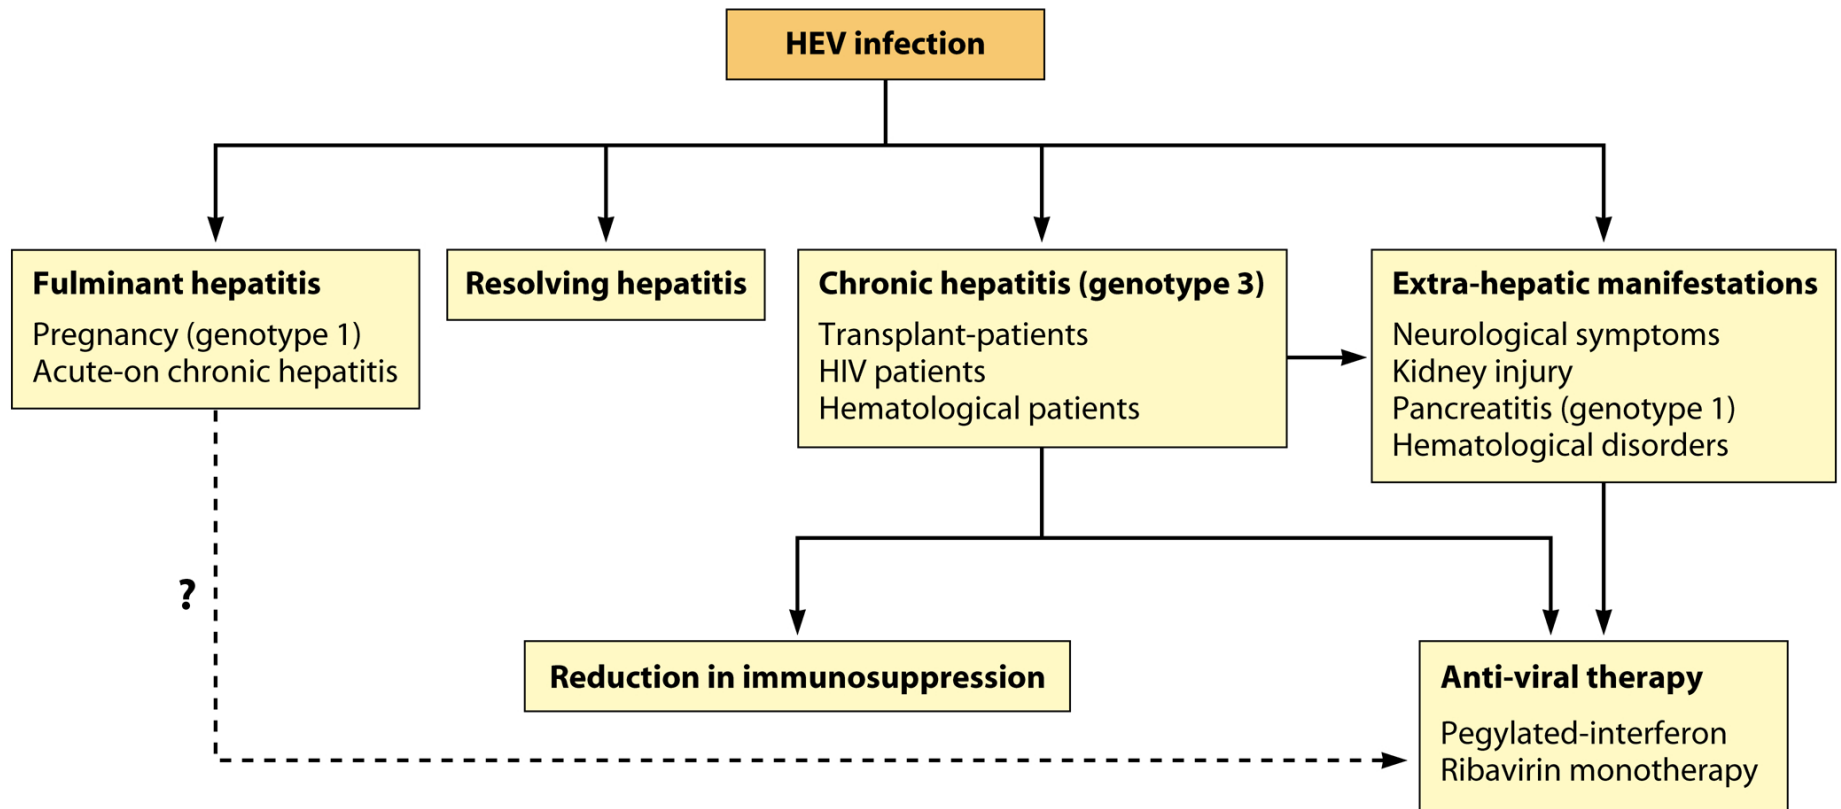 HEV infection
Fulminant hepatitis
Pregnancy (genotype 1)
Acute-on chronic hepatitis
Resolving hepatitis
Chronic hepatitis (genotype 3)
Transplant-patients
HIV patients
Hematological patients
Extra-hepatic manifestations
Neurological symptoms
Kidney injury
Pancreatitis (genotype 1)
Hematological disorders
?
Reduction in immunosuppression
Anti-viral therapy
Pegylated-interferon
Ribavirin monotherapy